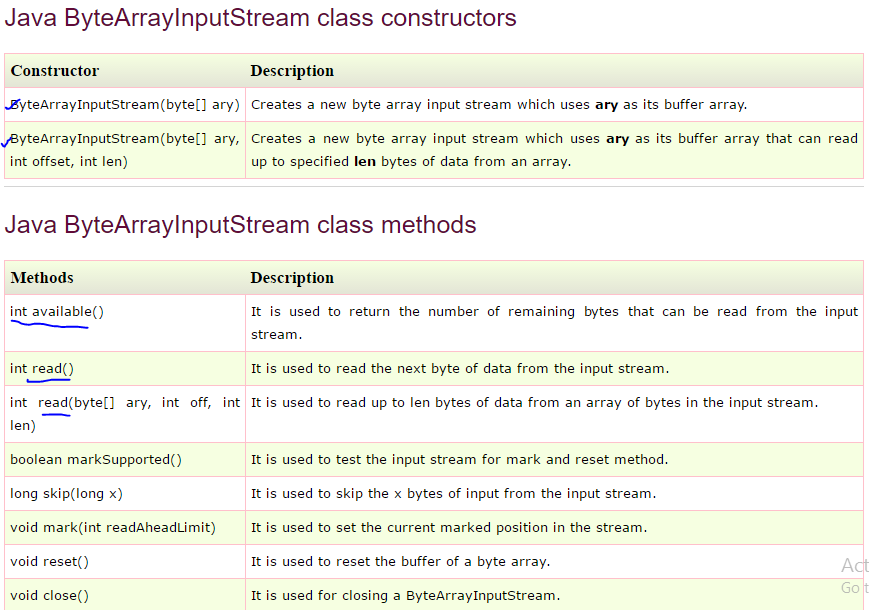 Java ByteArrayInputStream class constructors
Constructor Description
ByteArrayInputStream(byte[] ary) Creates a new byte array input stream which uses ary as its buffer array.
ByteArrayInputStream(byte[] ary, Creates a new byte array input stream which uses ary as its buffer array that can read
int offset, int len) up to specified len bytes of data from an array.
Java ByteArrayInputStream class methods
Methods Description
int available() It is used to return the number of remaining bytes that can be read from the input
stream.
int read() It is used to read the next byte of data from the input stream.
int read(byte[] ary, int off, int It is used to read up to len bytes of data from an array of bytes in the input stream.
len)
boolean markSupported() It is used to test the input stream for mark and reset method.
long skip(long x) It is used to skip the x bytes of input from the input stream.
void mark(int readAheadLimit) It is used to set the current marked position in the stream.
void reset() It is used to reset the buffer of a byte array.
Act
Go t
void close() It is used for closing a ByteArrayInputStream.